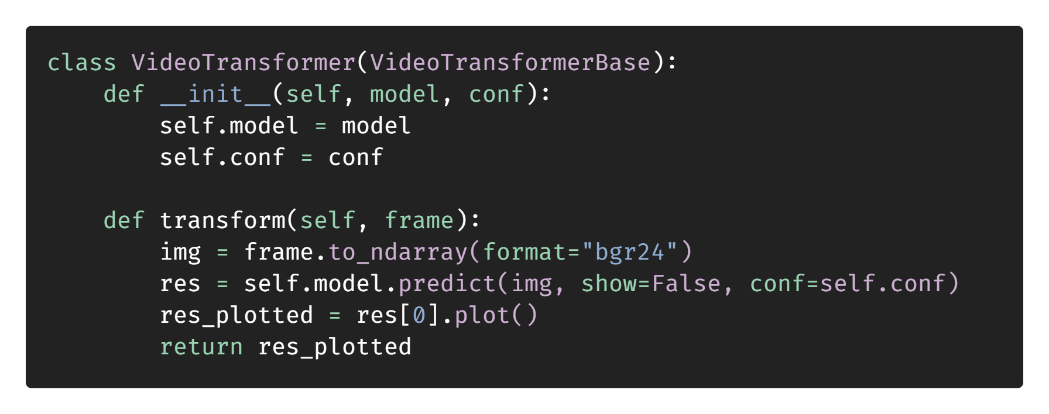 class VideoTransformer(VideoTransformerBase):
    def __init__(self, model, conf):
        self.model = model
        self.conf = conf

    def transform(self, frame):
        img = frame.to_ndarray(format="bgr24")
        res = self.model.predict(img, show=False, conf=self.conf)
        res_plotted = res[0].plot()
        return res_plotted